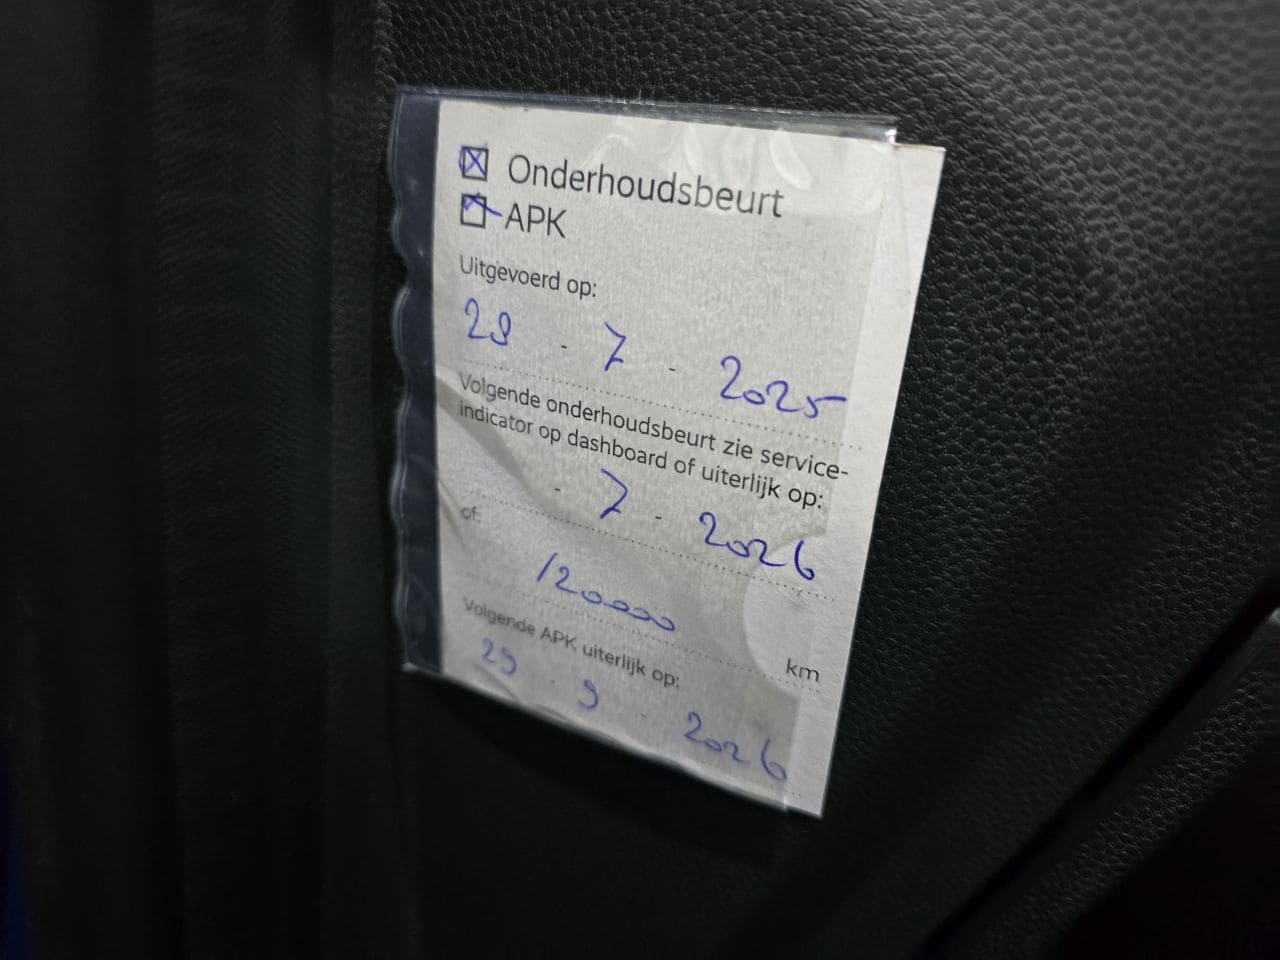 Onderhoudsbeurt
APK
Uitgevoerd op:
28 - 7 - 2025
Volgende onderhoudsbeurt zie service-
indicator op dashboard of uiterlijk op:
- 7 - 2026
of:
120000 km
Volgende APK uiterlijk op:
29 - 9 - 2026